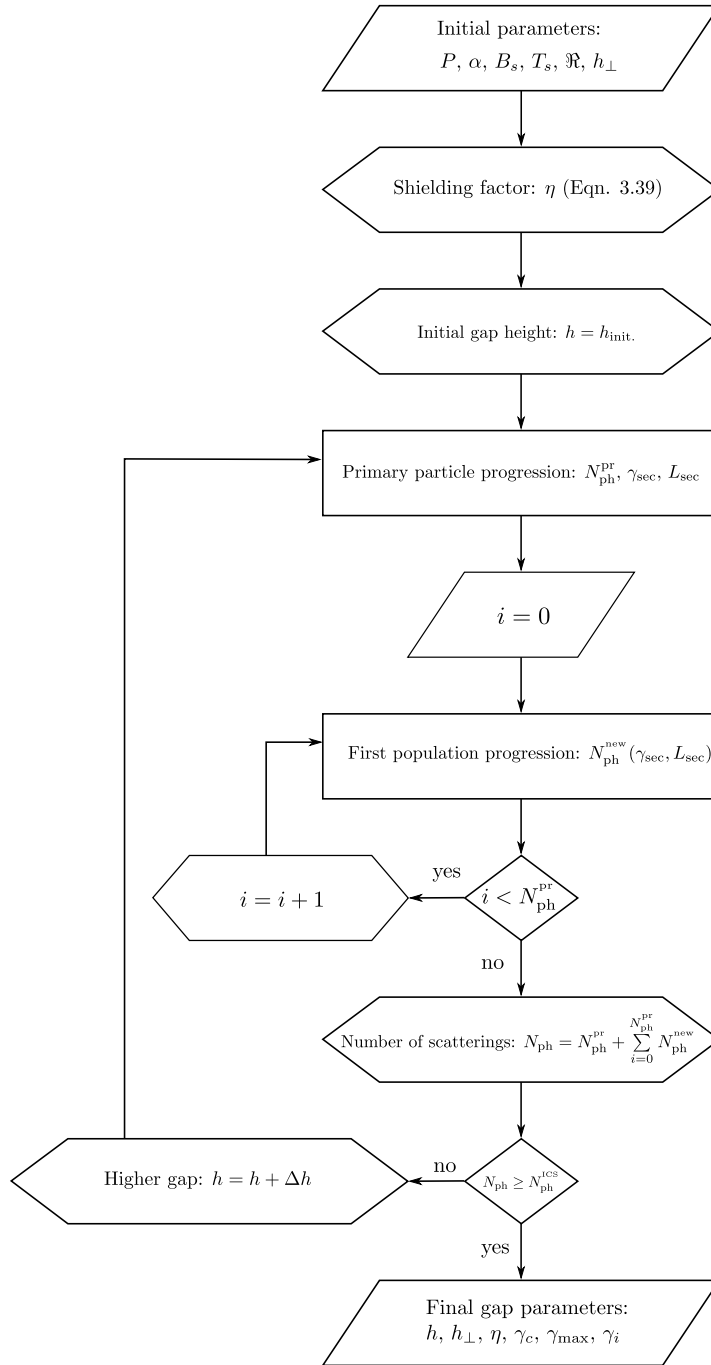 Initial parameters:
P, α, B_s, T_s, ℜ, h_⊥
Shielding factor: η (Eqn. 3.39)
Initial gap height: h = h_init.
Primary particle progression: N_ph^pr, γ_sec, L_sec
i = 0
First population progression: N_ph^new(γ_sec, L_sec)
yes
i = i + 1
i < N_ph^pr
no
Number of scatterings: N_ph = N_ph^pr + ∑_{i=0}^{N_ph^pr} N_ph^new
Higher gap: h = h + Δh
no
N_ph ≥ N_ph^ICS
yes
Final gap parameters:
h, h_⊥, η, γ_c, γ_max, γ_i